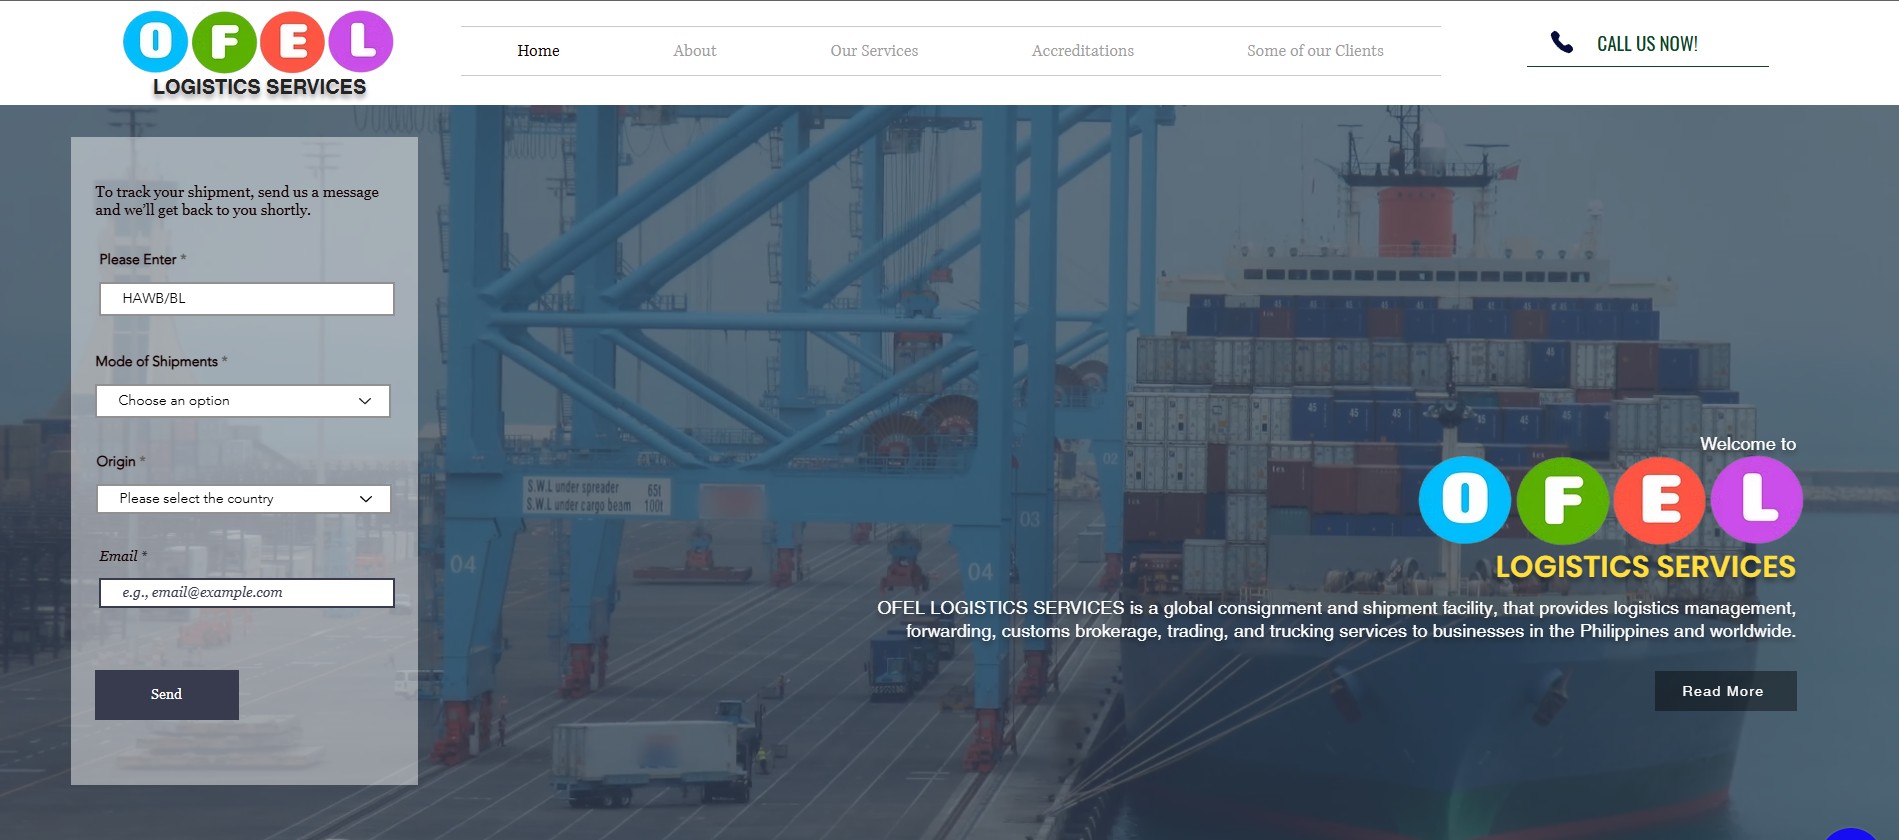 OFEL
LOGISTICS SERVICES
Home
About
Our Services
Accreditations
Some of our Clients
CALL US NOW!
To track your shipment, send us a message
and we'll get back to you shortly.
Please Enter *
HAWB/BL
Mode of Shipments *
Choose an option
Origin *
Please select the country
Email *
e.g., email@example.com
Send
S.W.L under spreader 65t
S.W.L under cargo beam 100t
04
04
03
02
45
45
45
45
Welcome to
OFEL
LOGISTICS SERVICES
OFEL LOGISTICS SERVICES is a global consignment and shipment facility, that provides logistics management,
forwarding, customs brokerage, trading, and trucking services to businesses in the Philippines and worldwide.
Read More